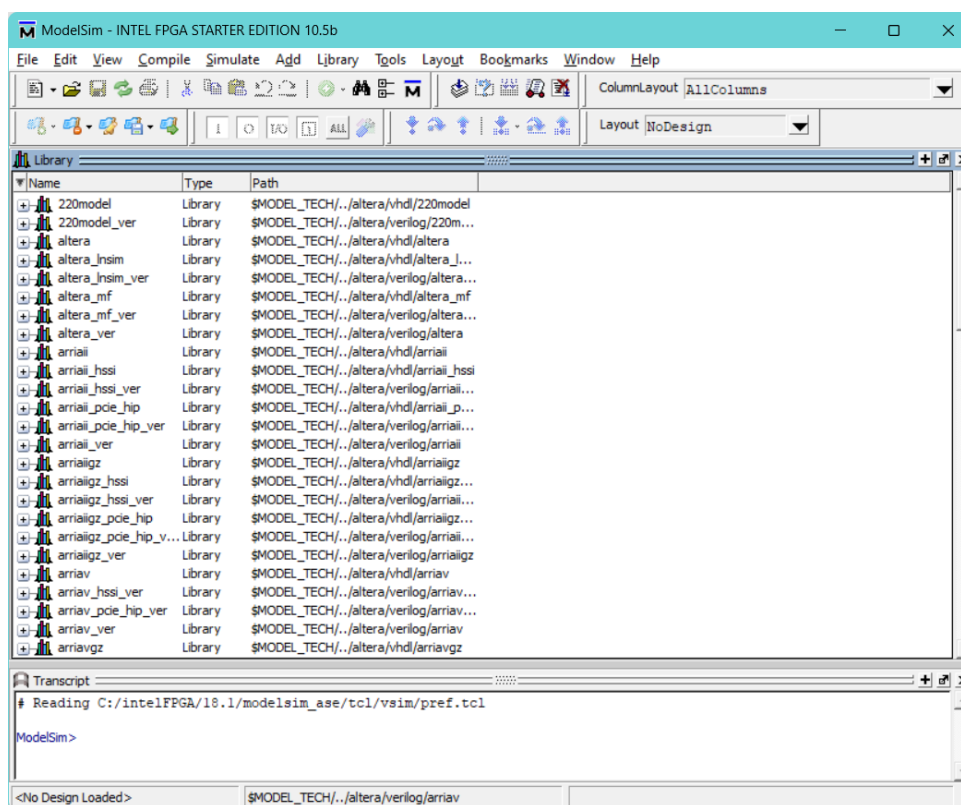 ModelSim - INTEL FPGA STARTER EDITION 10.5b
File Edit View Compile Simulate Add Library Tools Layout Bookmarks Window Help
ColumnLayout AllColumns
1 0 I/O 1 ALL Layout NoDesign
Library
Name Type Path
220model Library $MODEL_TECH/../altera/vhdl/220model
220model_ver Library $MODEL_TECH/../altera/verilog/220m...
altera Library $MODEL_TECH/../altera/vhdl/altera
altera_lnsim Library $MODEL_TECH/../altera/vhdl/altera_l...
altera_lnsim_ver Library $MODEL_TECH/../altera/verilog/altera...
altera_mf Library $MODEL_TECH/../altera/vhdl/altera_mf
altera_mf_ver Library $MODEL_TECH/../altera/verilog/altera...
altera_ver Library $MODEL_TECH/../altera/verilog/altera
arriaii Library $MODEL_TECH/../altera/vhdl/arriaii
arriaii_hssi Library $MODEL_TECH/../altera/vhdl/arriaii_hssi
arriaii_hssi_ver Library $MODEL_TECH/../altera/verilog/arriaii...
arriaii_pcie_hip Library $MODEL_TECH/../altera/vhdl/arriaii_p...
arriaii_pcie_hip_ver Library $MODEL_TECH/../altera/verilog/arriaii...
arriaii_ver Library $MODEL_TECH/../altera/verilog/arriaii
arriaiigz Library $MODEL_TECH/../altera/vhdl/arriaiigz
arriaiigz_hssi Library $MODEL_TECH/../altera/vhdl/arriaiigz...
arriaiigz_hssi_ver Library $MODEL_TECH/../altera/verilog/arriaii...
arriaiigz_pcie_hip Library $MODEL_TECH/../altera/vhdl/arriaiigz...
arriaiigz_pcie_hip_v... Library $MODEL_TECH/../altera/verilog/arriaii...
arriaiigz_ver Library $MODEL_TECH/../altera/verilog/arriaiigz
arriav Library $MODEL_TECH/../altera/vhdl/arriav
arriav_hssi_ver Library $MODEL_TECH/../altera/verilog/arriav...
arriav_pcie_hip_ver Library $MODEL_TECH/../altera/verilog/arriav...
arriav_ver Library $MODEL_TECH/../altera/verilog/arriav
arriavgz Library $MODEL_TECH/../altera/vhdl/arriavgz
Transcript
# Reading C:/intelFPGA/18.1/modelsim_ase/tcl/vsim/pref.tcl
ModelSim>
<No Design Loaded> $MODEL_TECH/../altera/verilog/arriav